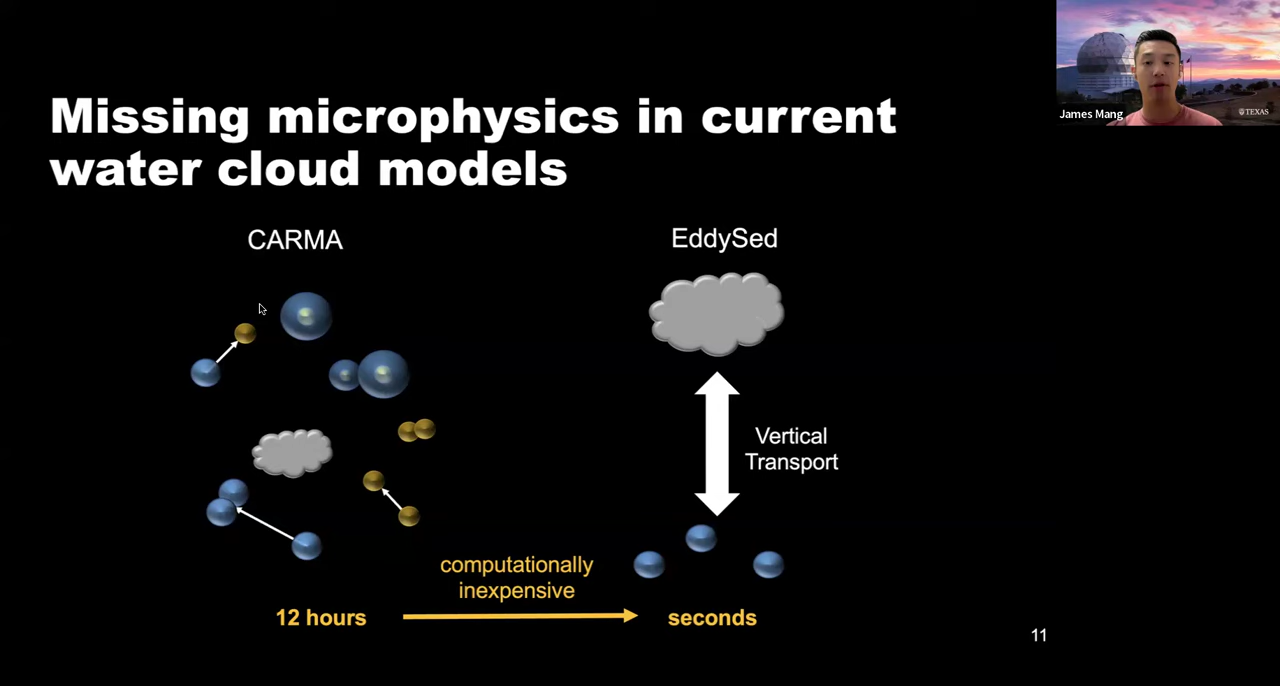 Missing microphysics in current
water cloud models
CARMA
EddySed
Vertical
Transport
computationally
inexpensive
12 hours
seconds
11
James Mang
TEXAS